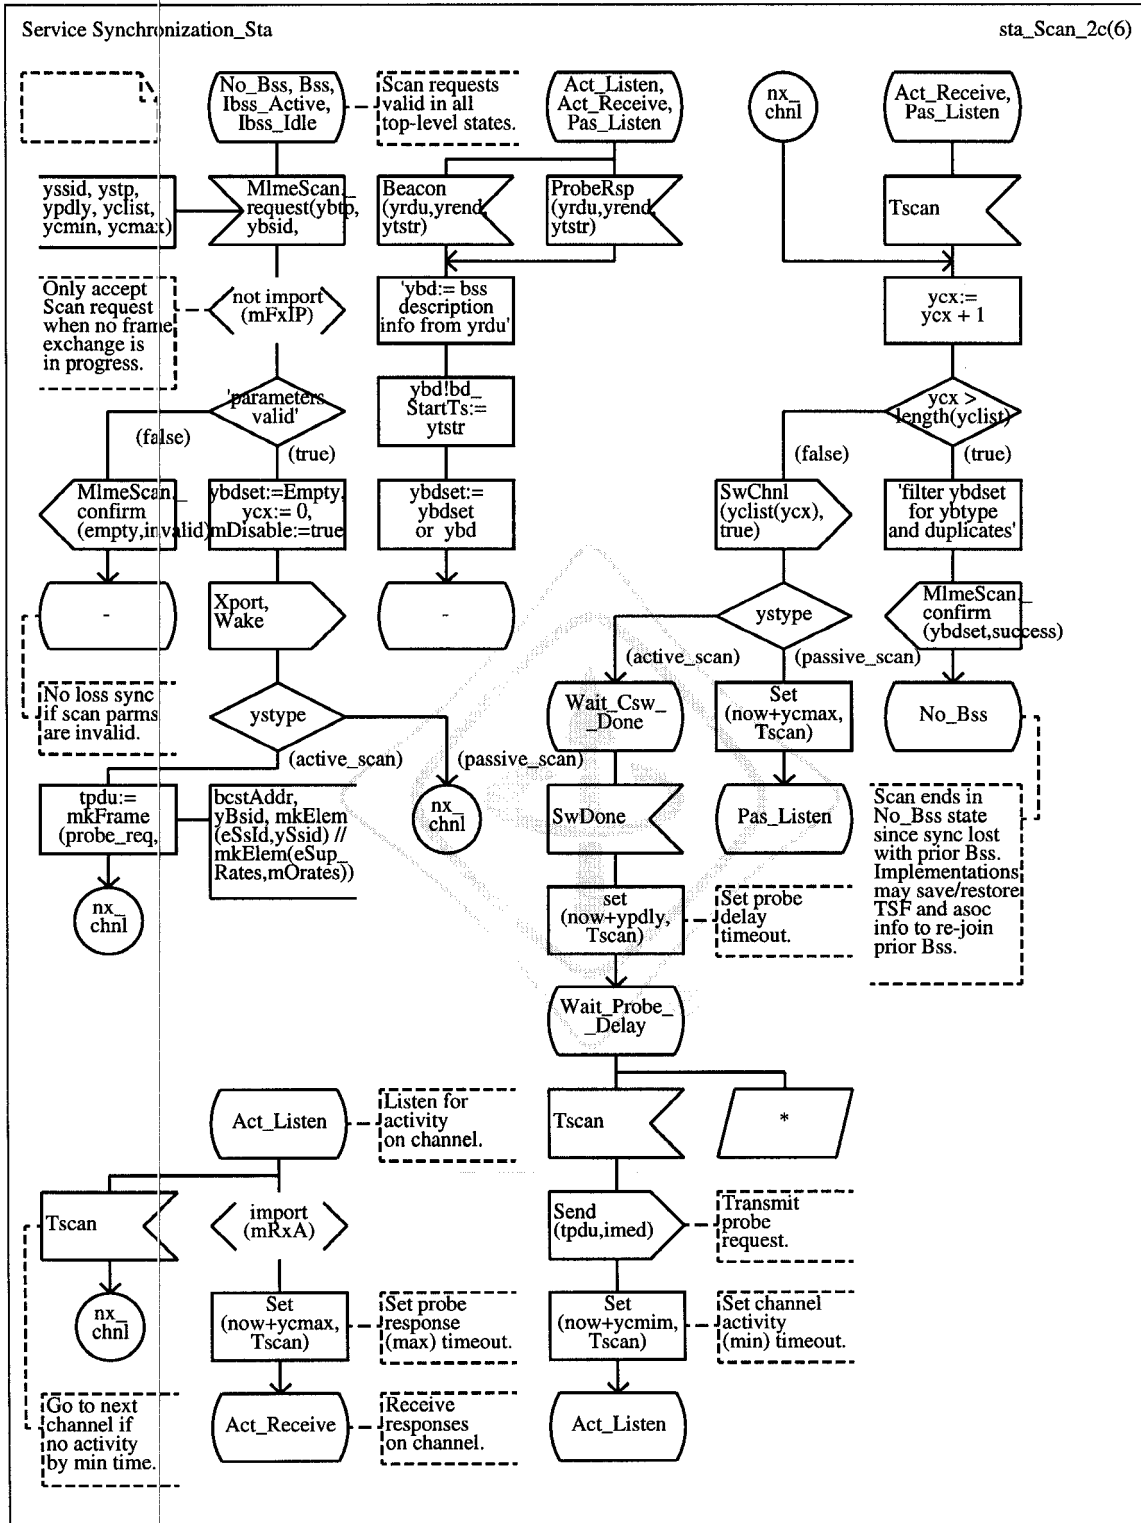 Service Synchronization_Sta
sta_Scan_2c(6)
No_Bss, Bss,
Ibss_Active,
Ibss_Idle
Scan requests
valid in all
top-level states.
Act_Listen,
Act_Receive,
Pas_Listen
nx_
chnl
Act_Receive,
Pas_Listen
yssid, ystp,
ypdly, yclist,
ycmin, ycmax)
MlmeScan._
request(ybtp,
ybsid,
Beacon
(yrdu,yrend,
ytstr)
ProbeRsp
(yrdu,yrend,
ytstr)
Tscan
Only accept
Scan request
when no frame
exchange is
in progress.
not import
(mFxIP)
'ybd:= bss
description
info from yrdu'
ycx:=
ycx + 1
'parameters
valid'
(false)
(true)
ybd!bd_
StartTs:=
ytstr
ycx >
length(yclist)
(false)
(true)
MlmeScan._
confirm
(empty,invalid)
ybdset:=Empty,
ycx:= 0,
mDisable:=true
ybdset:=
ybdset
or ybd
SwChnl
(yclist(ycx),
true)
'filter ybdset
for ybtype
and duplicates'
-
Xport,
Wake
-
ystype
MlmeScan._
confirm
(ybdset,success)
(active_scan)
(passive_scan)
No loss sync
if scan parms
are invalid.
ystype
Wait_Csw_
_Done
Set
(now+ycmax,
Tscan)
No_Bss
(active_scan)
(passive_scan)
tpdu:=
mkFrame
(probe_req,
bcstAddr,
yBsid, mkElem
(eSsId,ySsid) //
mkElem(eSup_
Rates,mOrates))
nx_
chnl
SwDone
Pas_Listen
Scan ends in
No_Bss state
since sync lost
with prior Bss.
Implementations
may save/restore
TSF and asoc
info to re-join
prior Bss.
nx_
chnl
set
(now+ypdly,
Tscan)
Set probe
delay
timeout.
Wait_Probe_
_Delay
Act_Listen
Listen for
activity
on channel.
Tscan
*
Tscan
import
(mRxA)
Send
(tpdu,imed)
Transmit
probe
request.
nx_
chnl
Set
(now+ycmax,
Tscan)
Set probe
response
(max) timeout.
Set
(now+ycmim,
Tscan)
Set channel
activity
(min) timeout.
Go to next
channel if
no activity
by min time.
Act_Receive
Receive
responses
on channel.
Act_Listen